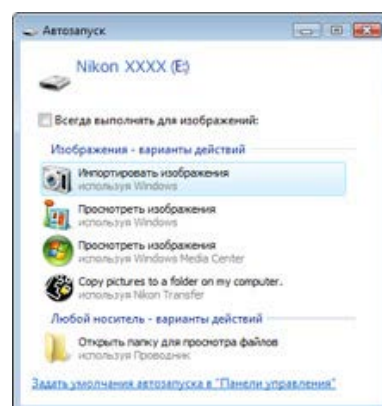 Автозапуск
Nikon XXXX (E:)
Всегда выполнять для изображений:
Изображения - варианты действий
Импортировать изображения
используя Windows
Просмотреть изображения
используя Windows
Просмотреть изображения
используя Windows Media Center
Copy pictures to a folder on my computer.
используя Nikon Transfer
Любой носитель - варианты действий
Открыть папку для просмотра файлов
используя Проводник
Задать умолчания автозапуска в "Панели управления"